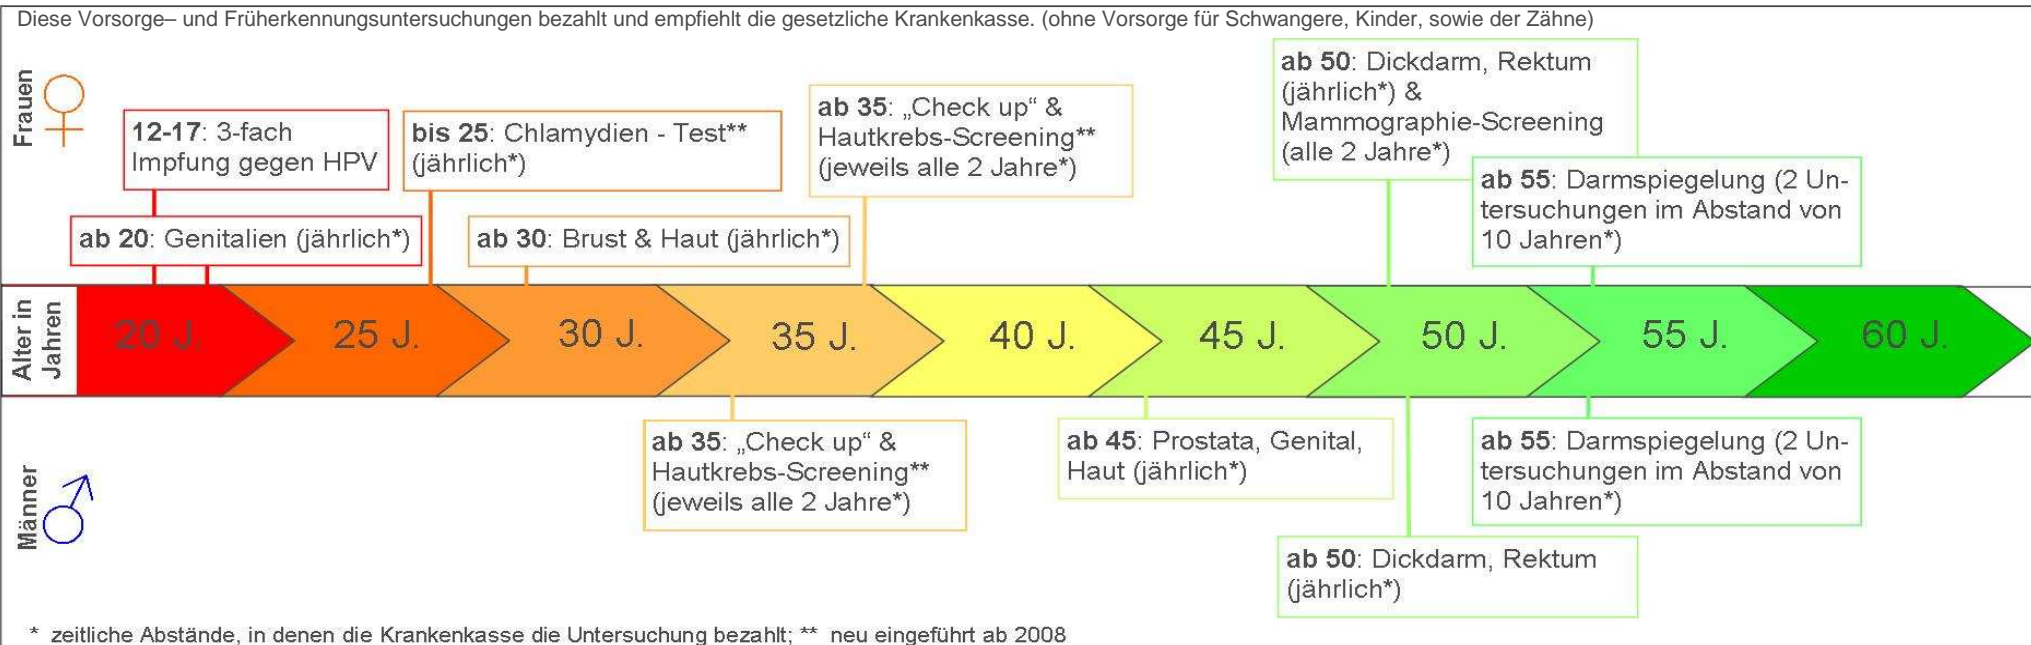 Diese Vorsorge– und Früherkennungsuntersuchungen bezahlt und empfiehlt die gesetzliche Krankenkasse. (ohne Vorsorge für Schwangere, Kinder, sowie der Zähne)
Frauen
12-17: 3-fach
Impfung gegen HPV
bis 25: Chlamydien - Test**
(jährlich*)
ab 35: „Check up“ &
Hautkrebs-Screening**
(jeweils alle 2 Jahre*)
ab 50: Dickdarm, Rektum
(jährlich*) &
Mammographie-Screening
(alle 2 Jahre*)
ab 55: Darmspiegelung (2 Un-
tersuchungen im Abstand von
10 Jahren*)
ab 20: Genitalien (jährlich*)
ab 30: Brust & Haut (jährlich*)
Alter in
Jahren
20 J.
25 J.
30 J.
35 J.
40 J.
45 J.
50 J.
55 J.
60 J.
Männer
ab 35: „Check up“ &
Hautkrebs-Screening**
(jeweils alle 2 Jahre*)
ab 45: Prostata, Genital,
Haut (jährlich*)
ab 55: Darmspiegelung (2 Un-
tersuchungen im Abstand von
10 Jahren*)
ab 50: Dickdarm, Rektum
(jährlich*)
* zeitliche Abstände, in denen die Krankenkasse die Untersuchung bezahlt; ** neu eingeführt ab 2008